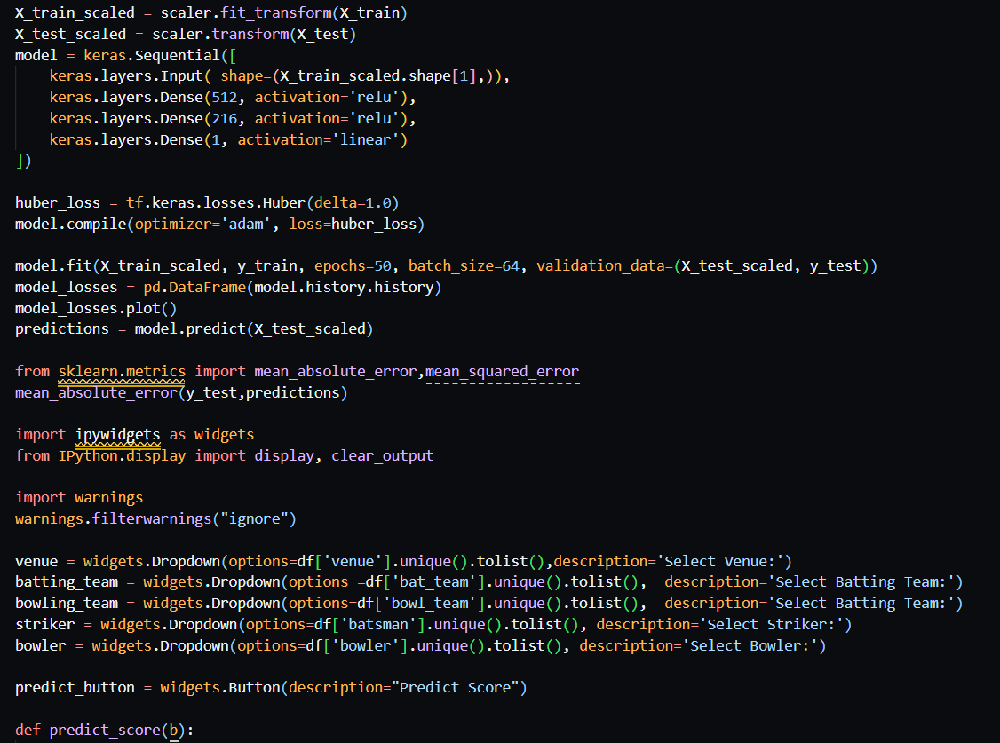 X_train_scaled = scaler.fit_transform(X_train)
X_test_scaled = scaler.transform(X_test)
model = keras.Sequential([
    keras.layers.Input( shape=(X_train_scaled.shape[1],)),
    keras.layers.Dense(512, activation='relu'),
    keras.layers.Dense(216, activation='relu'),
    keras.layers.Dense(1, activation='linear')
])
huber_loss = tf.keras.losses.Huber(delta=1.0)
model.compile(optimizer='adam', loss=huber_loss)
model.fit(X_train_scaled, y_train, epochs=50, batch_size=64, validation_data=(X_test_scaled, y_test))
model_losses = pd.DataFrame(model.history.history)
model_losses.plot()
predictions = model.predict(X_test_scaled)
from sklearn.metrics import mean_absolute_error,mean_squared_error
mean_absolute_error(y_test,predictions)
import ipywidgets as widgets
from IPython.display import display, clear_output
import warnings
warnings.filterwarnings("ignore")
venue = widgets.Dropdown(options=df['venue'].unique().tolist(),description='Select Venue:')
batting_team = widgets.Dropdown(options =df['bat_team'].unique().tolist(),  description='Select Batting Team:')
bowling_team = widgets.Dropdown(options=df['bowl_team'].unique().tolist(),  description='Select Batting Team:')
striker = widgets.Dropdown(options=df['batsman'].unique().tolist(), description='Select Striker:')
bowler = widgets.Dropdown(options=df['bowler'].unique().tolist(), description='Select Bowler:')
predict_button = widgets.Button(description="Predict Score")
def predict_score(b):